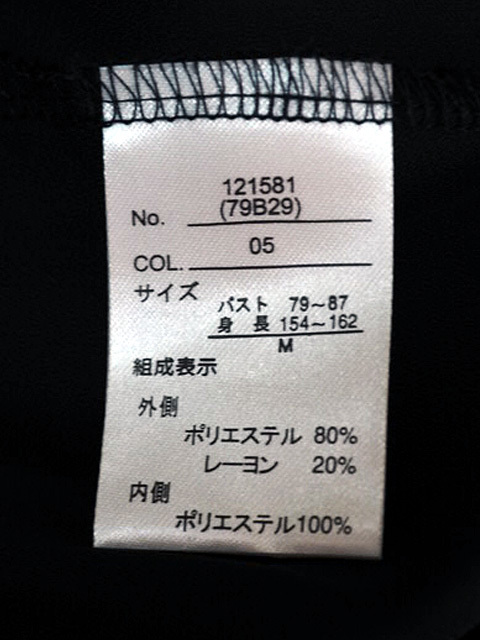 121581
No. (79B29)
COL. 05
サイズ
バスト 79~87
身長 154~162
M
組成表示
外側
ポリエステル 80%
レーヨン 20%
内側
ポリエステル100%